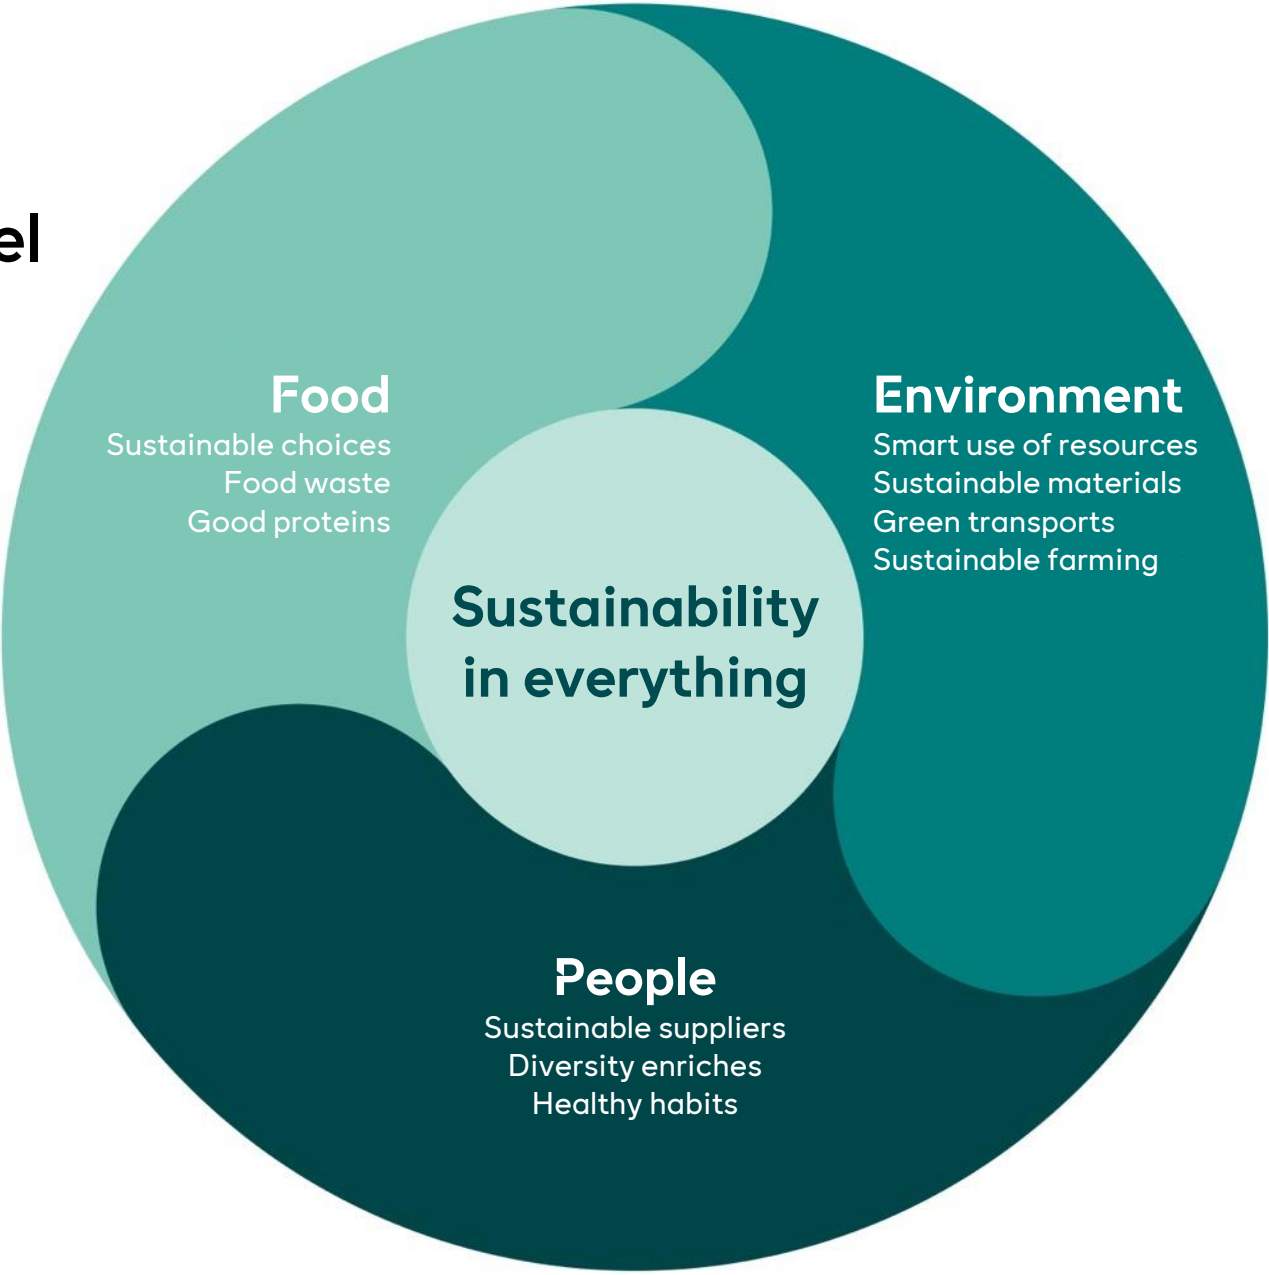 el
Food
Sustainable choices
Food waste
Good proteins
Environment
Smart use of resources
Sustainable materials
Green transports
Sustainable farming
Sustainability
in everything
People
Sustainable suppliers
Diversity enriches
Healthy habits